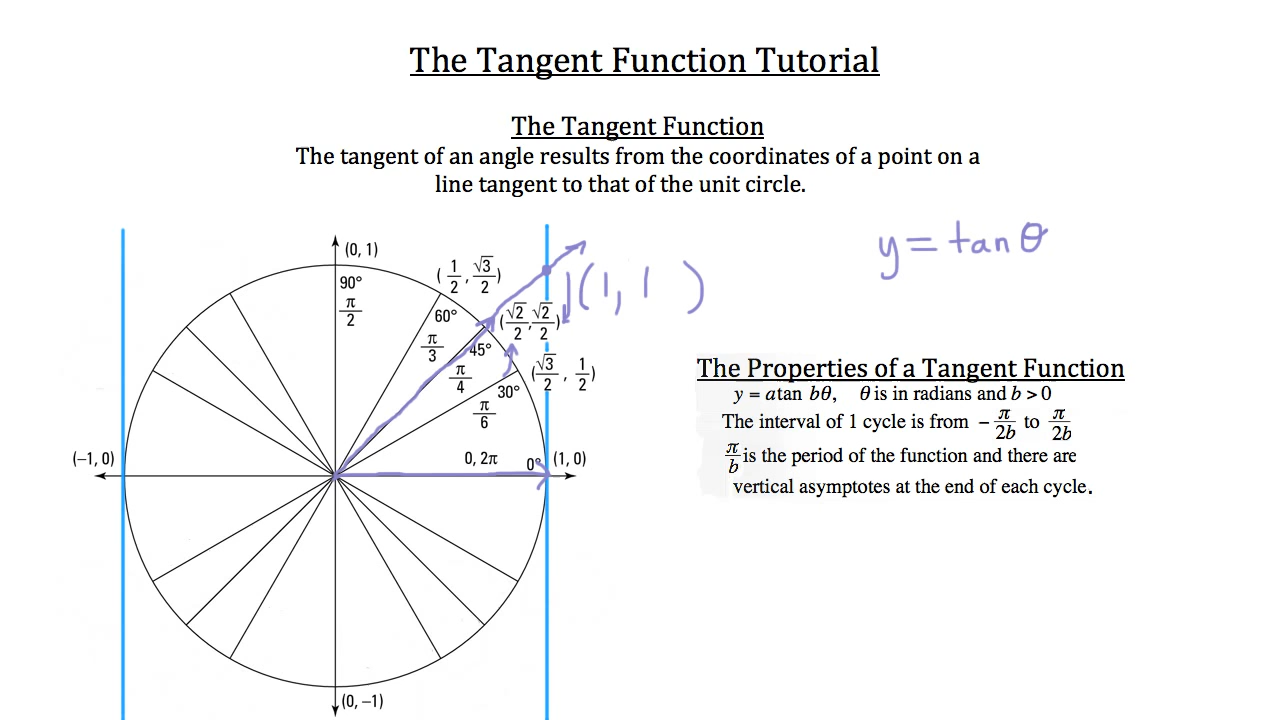 The Tangent Function Tutorial
The Tangent Function
The tangent of an angle results from the coordinates of a point on a
line tangent to that of the unit circle.
y = tan θ
(0, 1)
(1/2, √3/2)
90°
π/2
(1, 1)
60°
π/3
(√2/2, √2/2)
45°
π/4
(√3/2, 1/2)
30°
π/6
(−1, 0)
0, 2π
0°
(1, 0)
(0, −1)
The Properties of a Tangent Function
y = a tan bθ, θ is in radians and b > 0
The interval of 1 cycle is from −π/2b to π/2b
π/b is the period of the function and there are
vertical asymptotes at the end of each cycle.